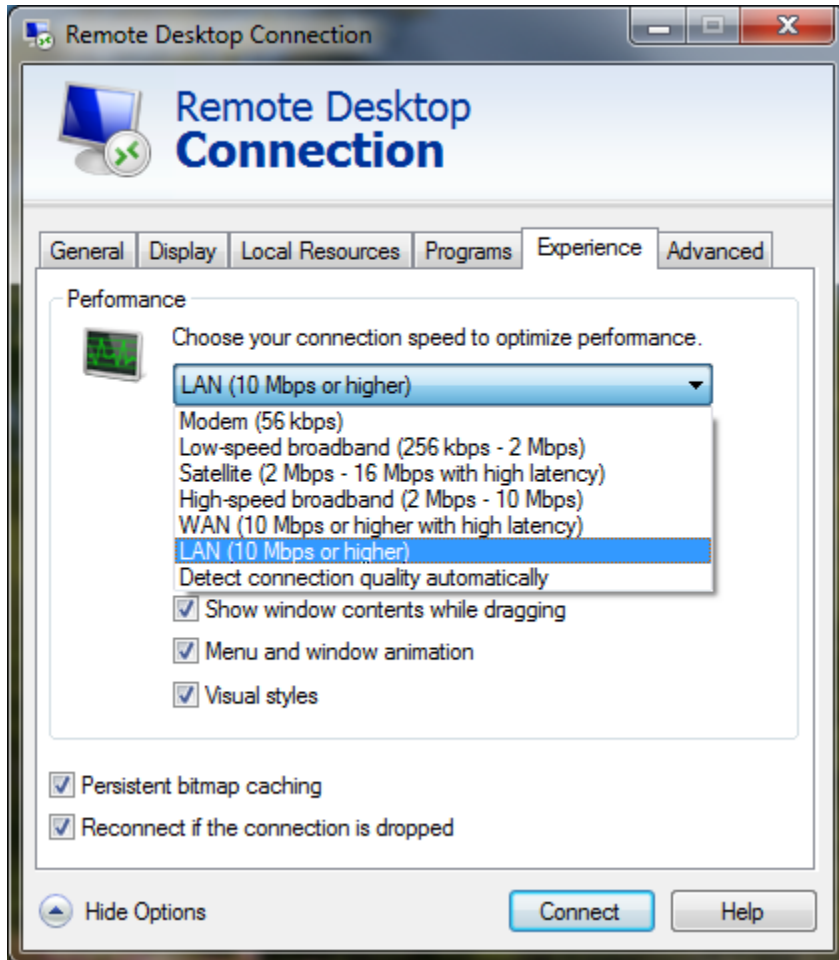 Remote Desktop Connection
Remote Desktop
Connection
General Display Local Resources Programs Experience Advanced
Performance
Choose your connection speed to optimize performance.
LAN (10 Mbps or higher)
Modem (56 kbps)
Low-speed broadband (256 kbps - 2 Mbps)
Satellite (2 Mbps - 16 Mbps with high latency)
High-speed broadband (2 Mbps - 10 Mbps)
WAN (10 Mbps or higher with high latency)
LAN (10 Mbps or higher)
Detect connection quality automatically
Show window contents while dragging
Menu and window animation
Visual styles
Persistent bitmap caching
Reconnect if the connection is dropped
Hide Options Connect Help